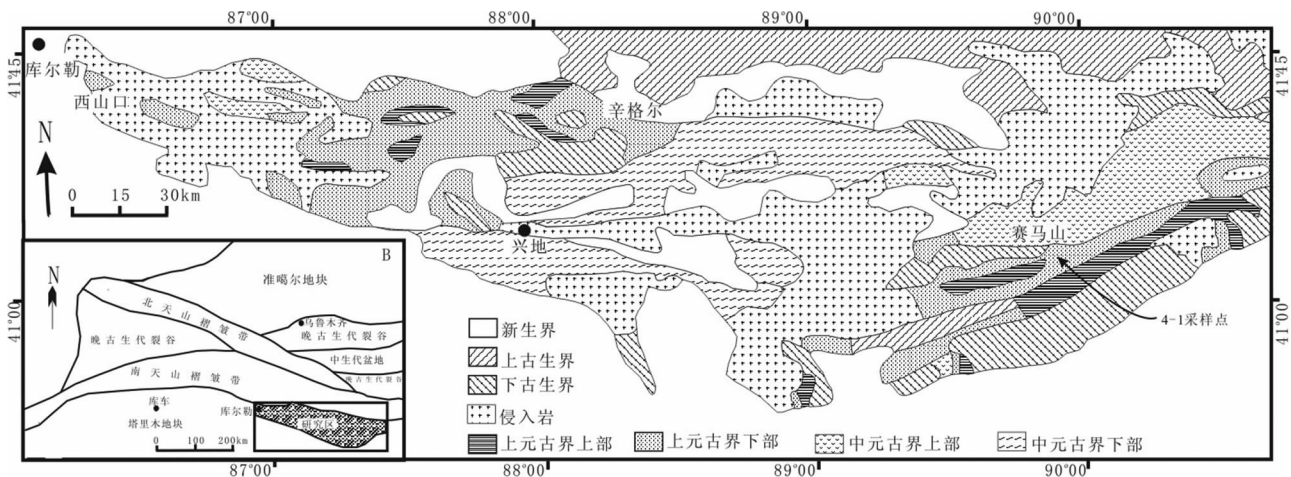 87°00 88°00 89°00 90°00
41°45
41°45
库尔勒
西山口
辛格尔
N
0 15 30km
兴地
赛马山
4-1采样点
41°00
41°00
B
N
准噶尔地块
北天山褶皱带
乌鲁木齐
晚古生代裂谷
晚古生代裂谷
中生代盆地
晚古生代裂谷
南天山褶皱带
库车
库尔勒
塔里木地块
研究区
0 100 200km
新生界
上古生界
下古生界
侵入岩
上元古界上部 上元古界下部 中元古界上部 中元古界下部
87°00 88°00 89°00 90°00